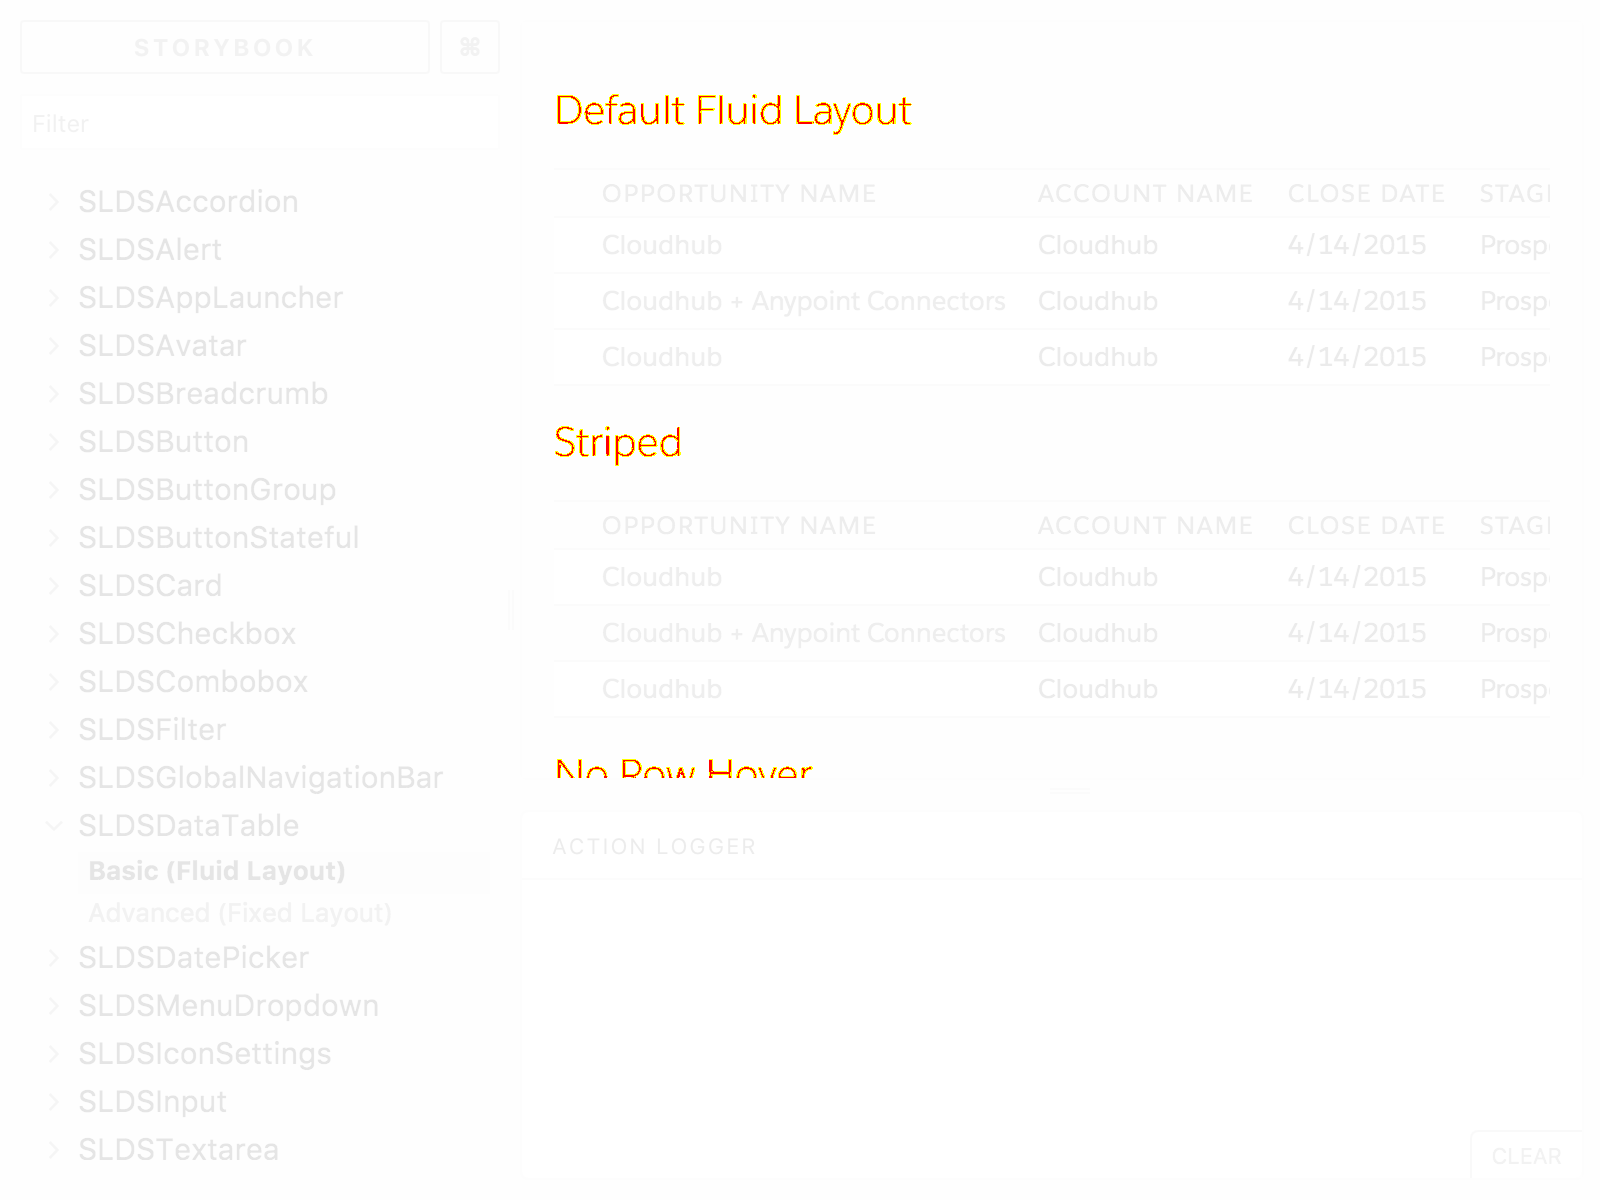 STORYBOOK ⌘
Filter
SLDSAccordion
SLDSAlert
SLDSAppLauncher
SLDSAvatar
SLDSBreadcrumb
SLDSButton
SLDSButtonGroup
SLDSButtonStateful
SLDSCard
SLDSCheckbox
SLDSCombobox
SLDSFilter
SLDSGlobalNavigationBar
SLDSDataTable
Basic (Fluid Layout)
Advanced (Fixed Layout)
SLDSDatePicker
SLDSMenuDropdown
SLDSIconSettings
SLDSInput
SLDSTextarea
Default Fluid Layout
OPPORTUNITY NAME ACCOUNT NAME CLOSE DATE STAG
Cloudhub Cloudhub 4/14/2015 Prosp
Cloudhub + Anypoint Connectors Cloudhub 4/14/2015 Prosp
Cloudhub Cloudhub 4/14/2015 Prosp
Striped
OPPORTUNITY NAME ACCOUNT NAME CLOSE DATE STAG
Cloudhub Cloudhub 4/14/2015 Prosp
Cloudhub + Anypoint Connectors Cloudhub 4/14/2015 Prosp
Cloudhub Cloudhub 4/14/2015 Prosp
No Row Hover
ACTION LOGGER
CLEAR